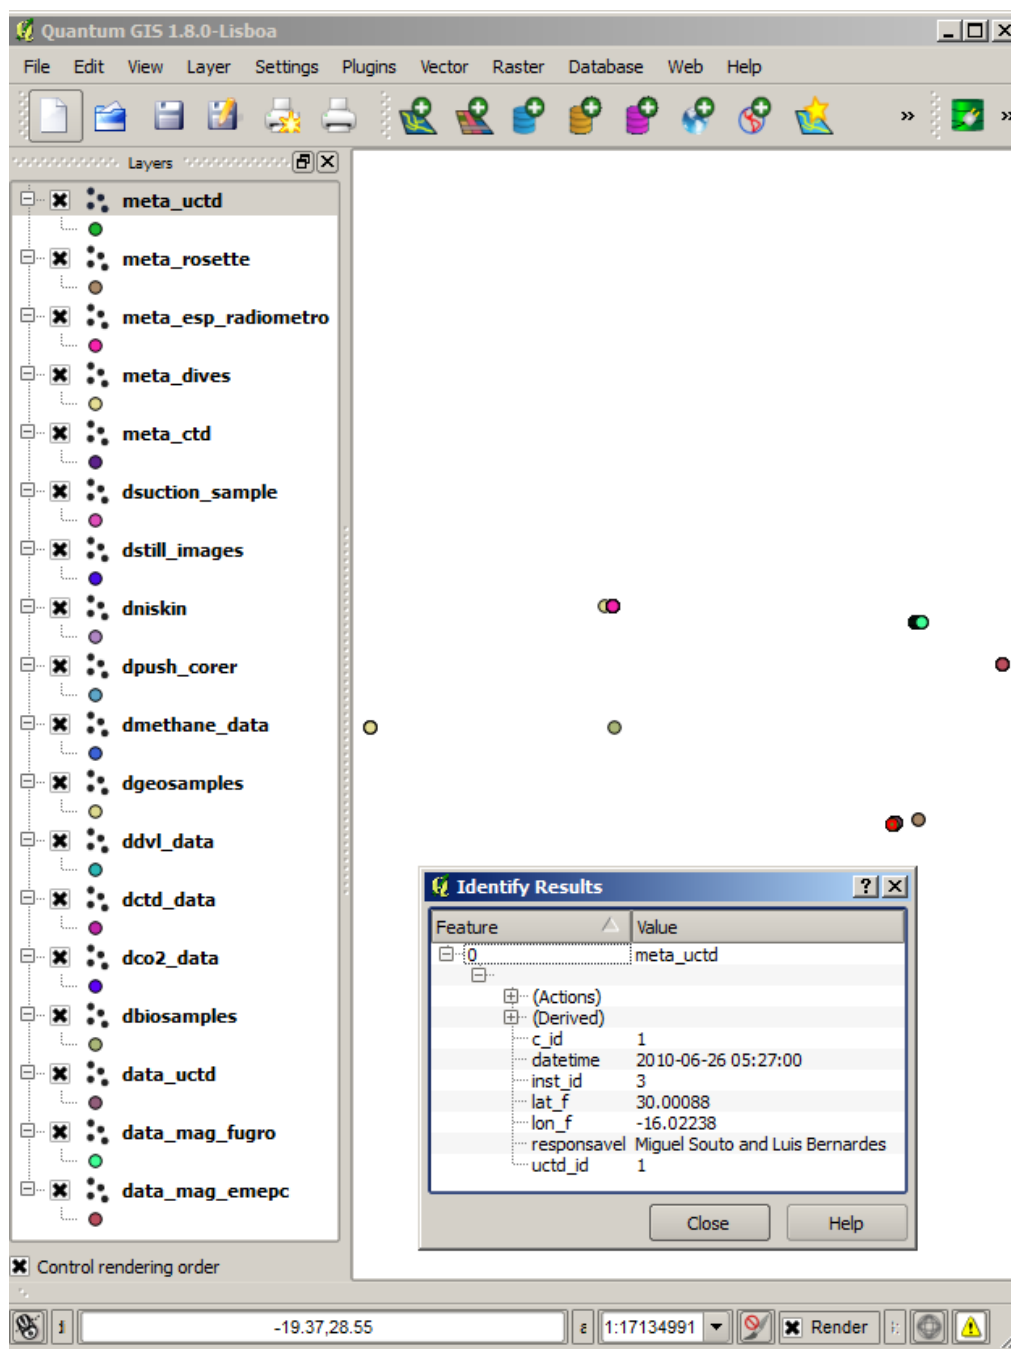 Quantum GIS 1.8.0-Lisboa
File Edit View Layer Settings Plugins Vector Raster Database Web Help
Layers
meta_uctd
meta_rosette
meta_esp_radiometro
meta_dives
meta_ctd
dsuction_sample
dstill_images
dniskin
dpush_corer
dmethane_data
dgeosamples
ddvl_data
dctd_data
dco2_data
dbiosamples
data_uctd
data_mag_fugro
data_mag_emepc
Control rendering order
Identify Results
Feature Value
0 meta_uctd
(Actions)
(Derived)
c_id 1
datetime 2010-06-26 05:27:00
inst_id 3
lat_f 30.00088
lon_f -16.02238
responsavel Miguel Souto and Luis Bernardes
uctd_id 1
Close Help
-19.37,28.55 1:17134991 Render